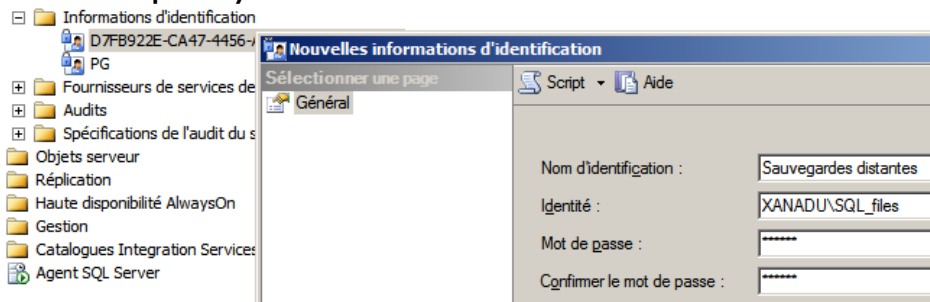 Informations d'identification
D7FB922E-CA47-4456-
PG
Fournisseurs de services de
Audits
Spécifications de l'audit du s
Objets serveur
Réplication
Haute disponibilité AlwaysOn
Gestion
Catalogues Integration Services
Agent SQL Server
Nouvelles informations d'identification
Sélectionner une page
Général
Script
Aide
Nom d'identification :
Sauvegardes distantes
Identité :
XANADU\SQL_files
Mot de passe :
******
Confirmer le mot de passe :
******